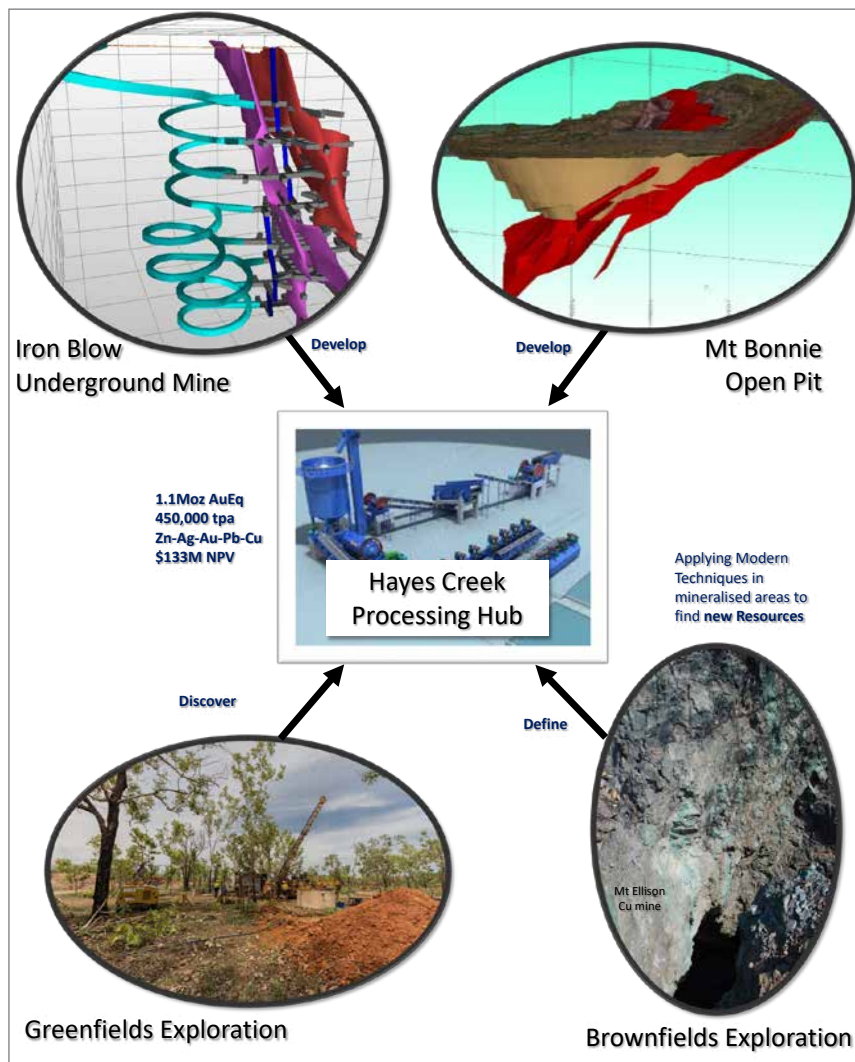 Iron Blow
Underground Mine
Develop
Develop
Mt Bonnie
Open Pit
1.1Moz AuEq
450,000 tpa
Zn-Ag-Au-Pb-Cu
$133M NPV
Hayes Creek
Processing Hub
Applying Modern
Techniques in
mineralised areas to
find new Resources
Discover
Define
Mt Ellison
Cu mine
Greenfields Exploration
Brownfields Exploration